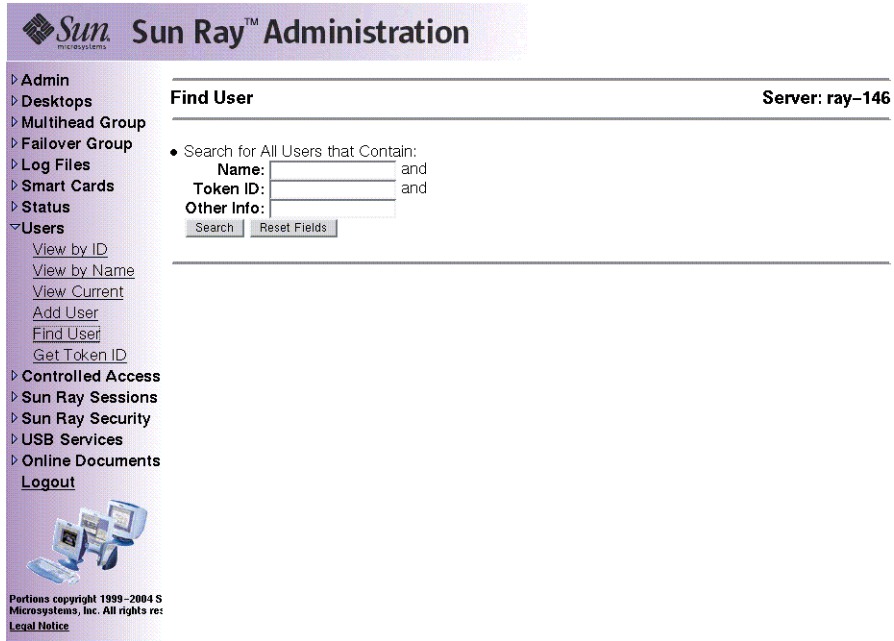 Sun
microsystems
Sun Ray™ Administration
Admin
Desktops
Multihead Group
Failover Group
Log Files
Smart Cards
Status
Users
View by ID
View by Name
View Current
Add User
Find User
Get Token ID
Controlled Access
Sun Ray Sessions
Sun Ray Security
USB Services
Online Documents
Logout
Portions copyright 1999–2004 S
Microsystems, Inc. All rights res
Legal Notice
Find User
Server: ray–146
• Search for All Users that Contain:
Name: and
Token ID: and
Other Info:
Search Reset Fields